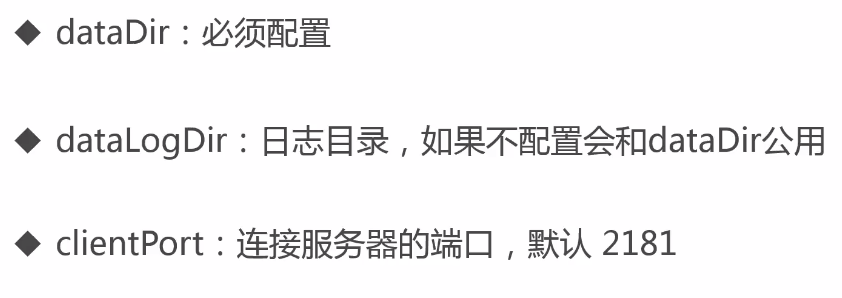 ◆ dataDir：必须配置
◆ dataLogDir：日志目录，如果不配置会和dataDir公用
◆ clientPort：连接服务器的端口，默认 2181